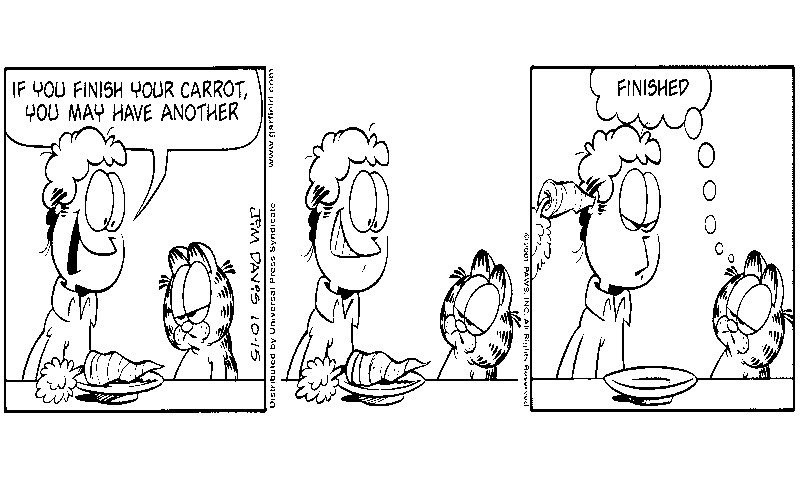 IF YOU FINISH YOUR CARROT,
YOU MAY HAVE ANOTHER
JIM DAVIS 10-15
www.garfield.com
Distributed by Universal Press Syndicate
FINISHED
© 2001 PAWS, INC. All Rights Reserved.